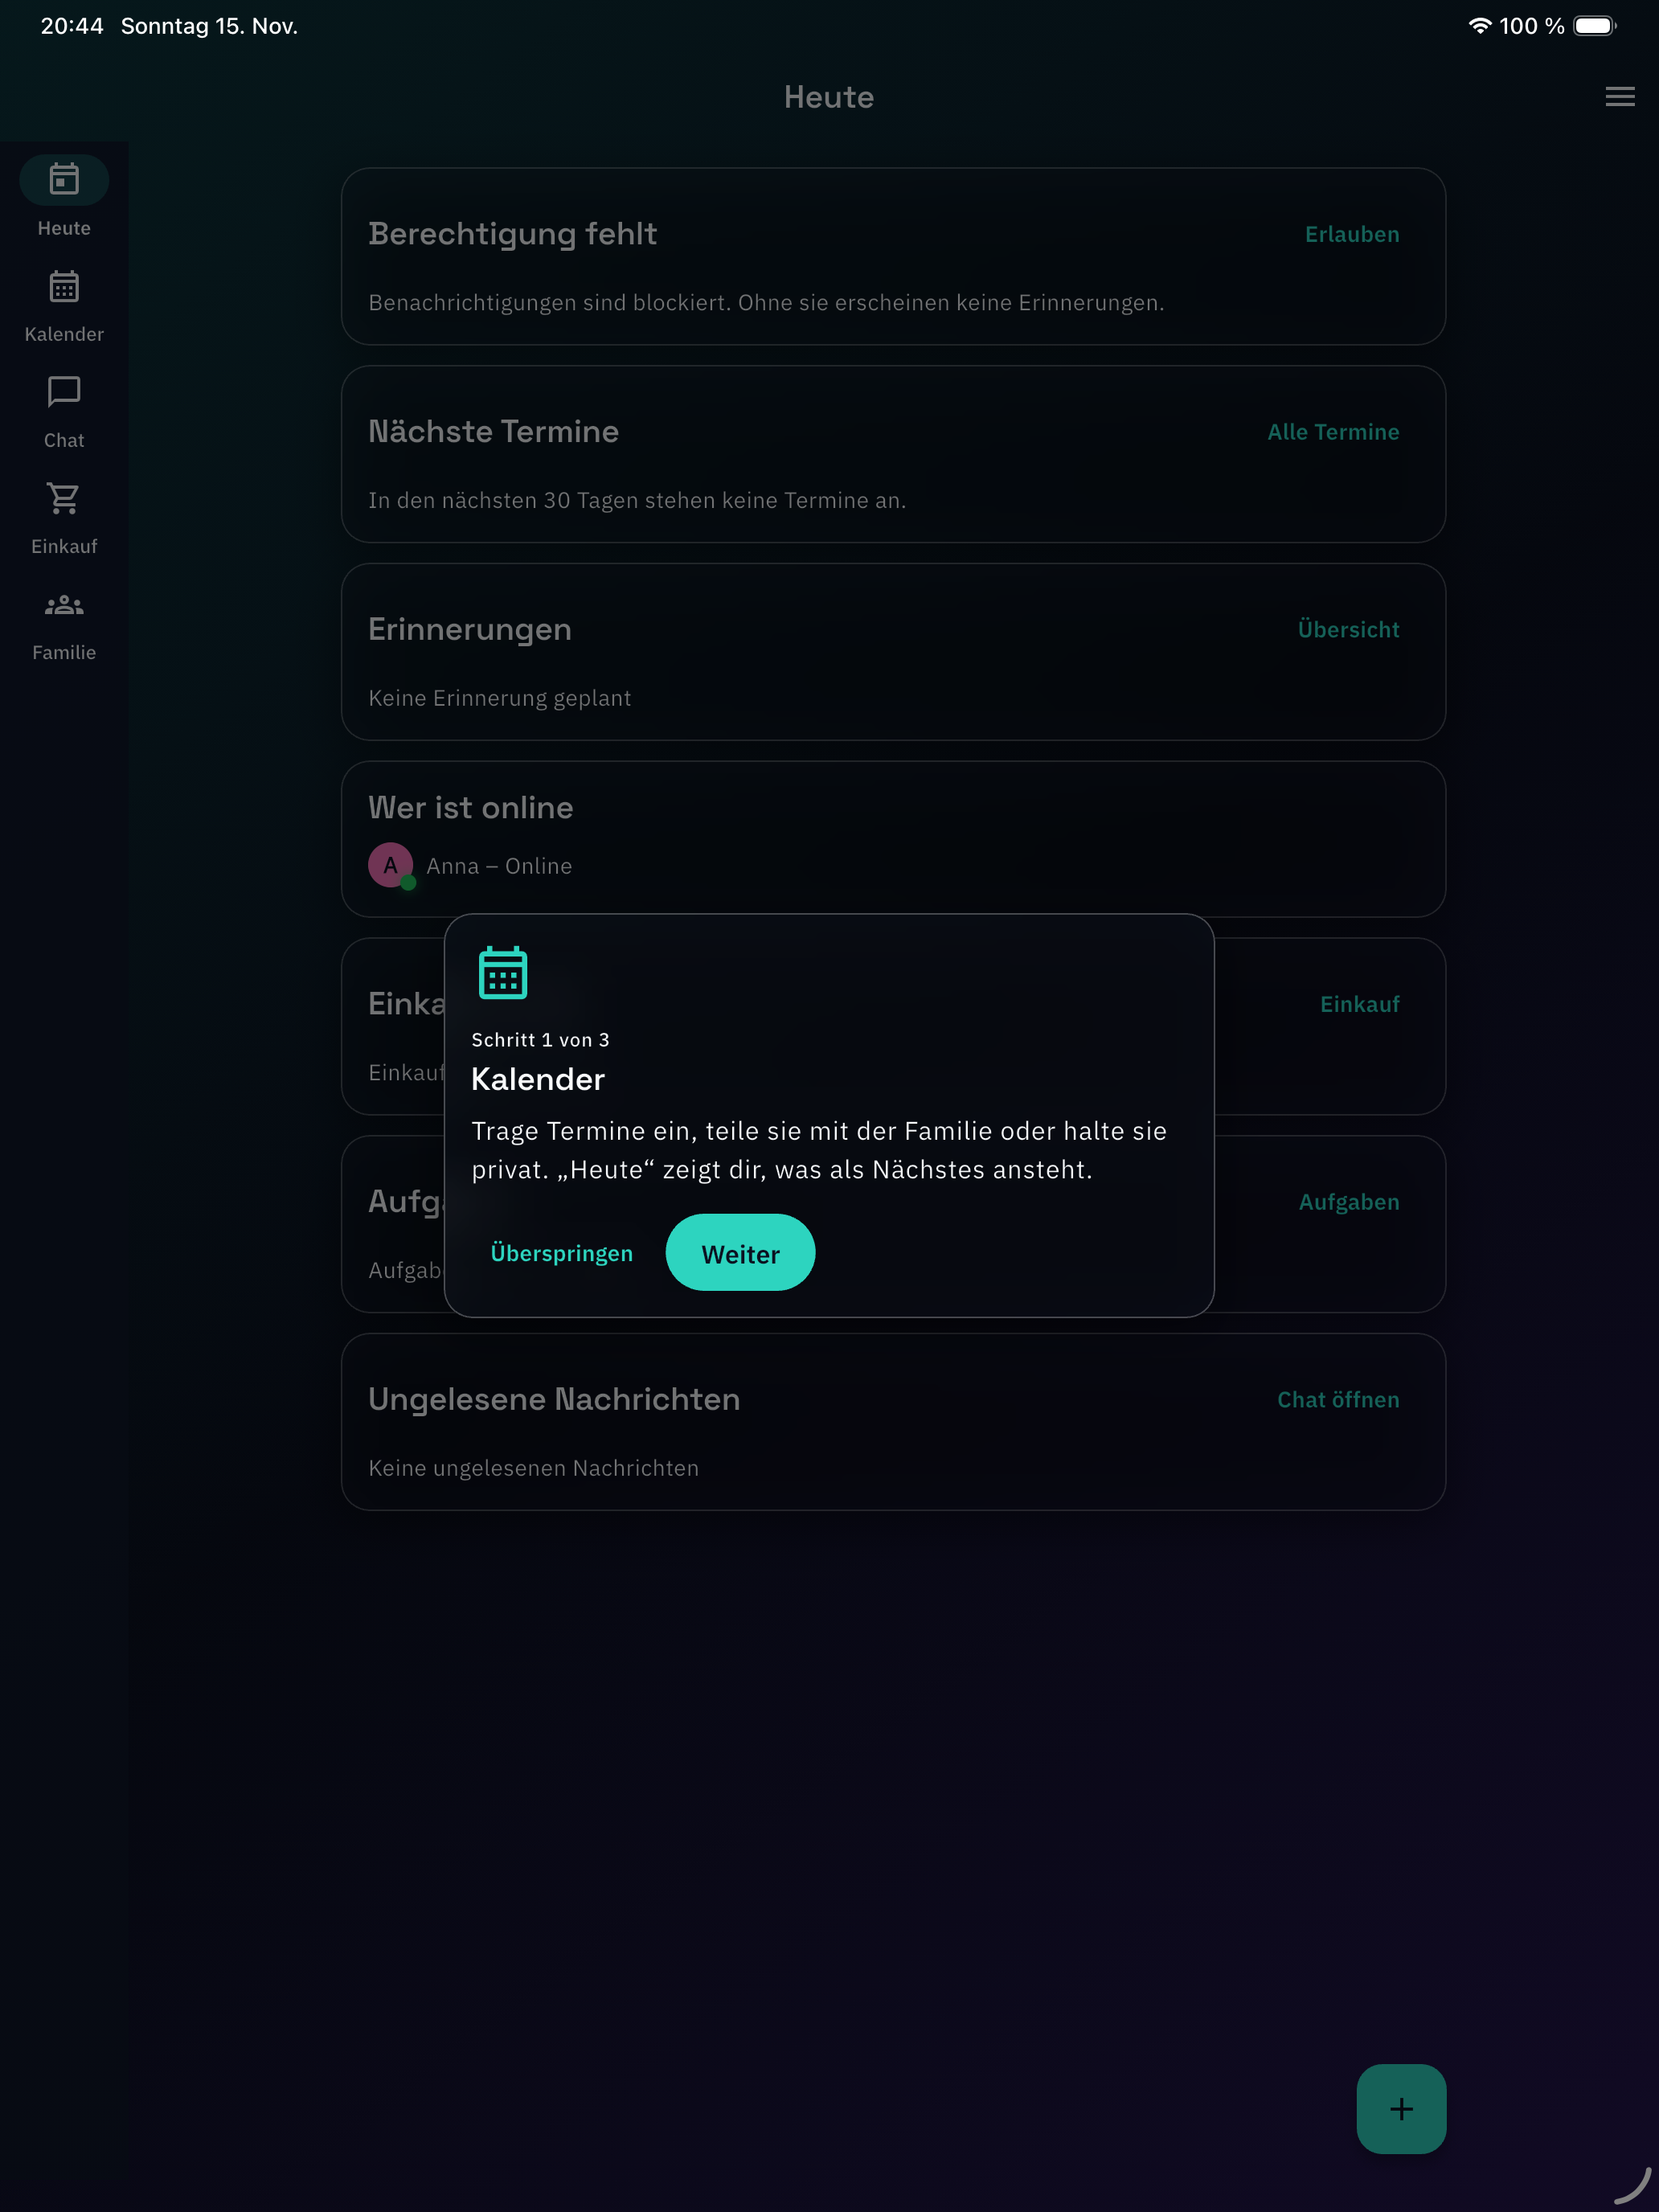 20:44 Sonntag 15. Nov. 100 %
Heute
Heute
Kalender
Chat
Einkauf
Familie
Berechtigung fehlt Erlauben
Benachrichtigungen sind blockiert. Ohne sie erscheinen keine Erinnerungen.
Nächste Termine Alle Termine
In den nächsten 30 Tagen stehen keine Termine an.
Erinnerungen Übersicht
Keine Erinnerung geplant
Wer ist online
A Anna – Online
Einkauf
Aufgaben
Schritt 1 von 3
Kalender
Trage Termine ein, teile sie mit der Familie oder halte sie
privat. „Heute“ zeigt dir, was als Nächstes ansteht.
Überspringen Weiter
Ungelesene Nachrichten Chat öffnen
Keine ungelesenen Nachrichten